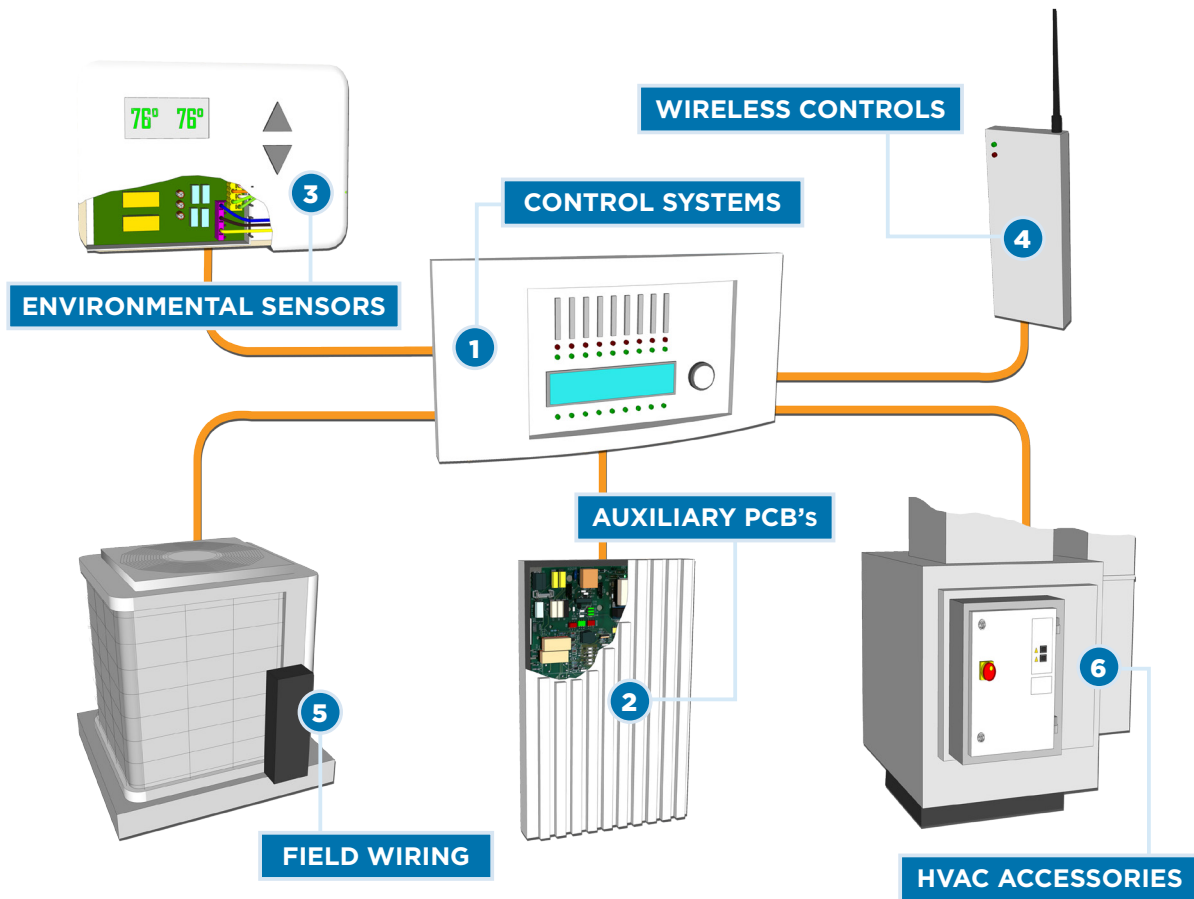 76° 76°
WIRELESS CONTROLS
3
CONTROL SYSTEMS
4
ENVIRONMENTAL SENSORS
1
AUXILIARY PCB's
6
2
5
FIELD WIRING
HVAC ACCESSORIES